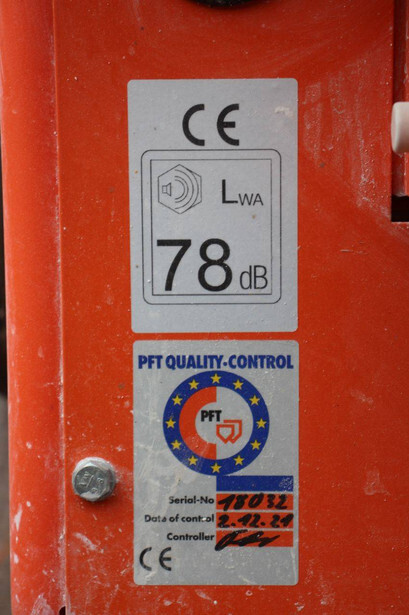 CE
LWA
78 dB
PFT QUALITY-CONTROL
PFT
Serial-No 18032
Date of control 2.12.21
Controller
CE